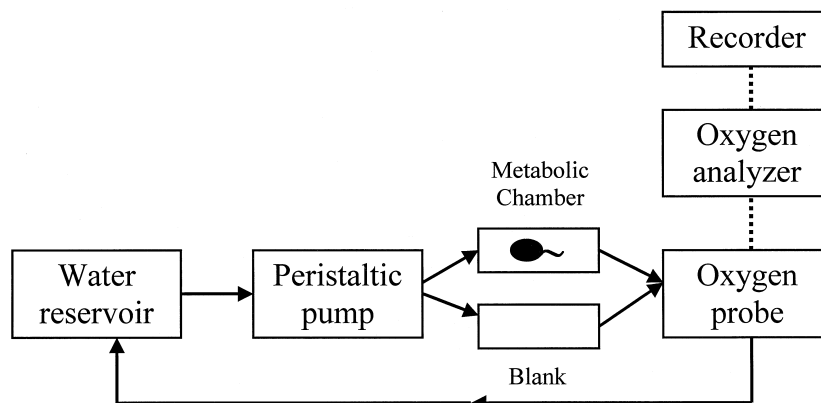 Recorder
Oxygen
analyzer
Metabolic
Chamber
Water
reservoir
Peristaltic
pump
Oxygen
probe
Blank